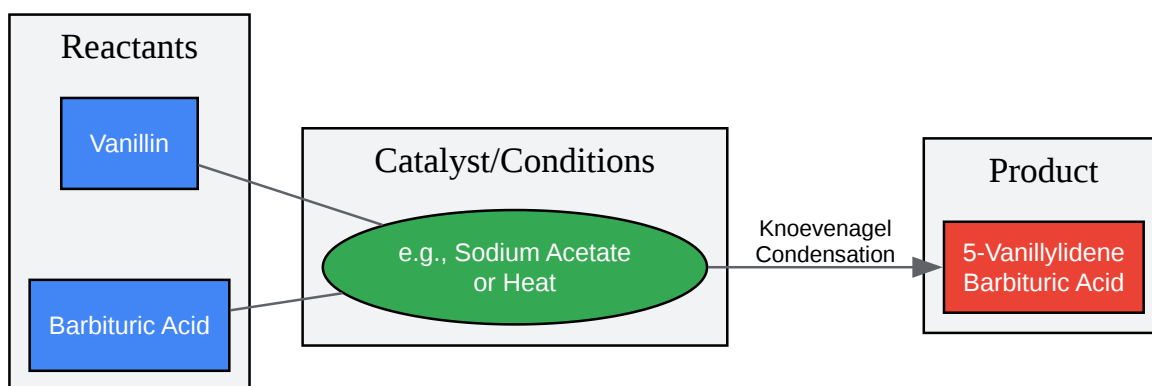 Reactants
Vanillin
Barbituric Acid
Catalyst/Conditions
e.g., Sodium Acetate
or Heat
Knoevenagel
Condensation
Product
5-Vanillylidene
Barbituric Acid